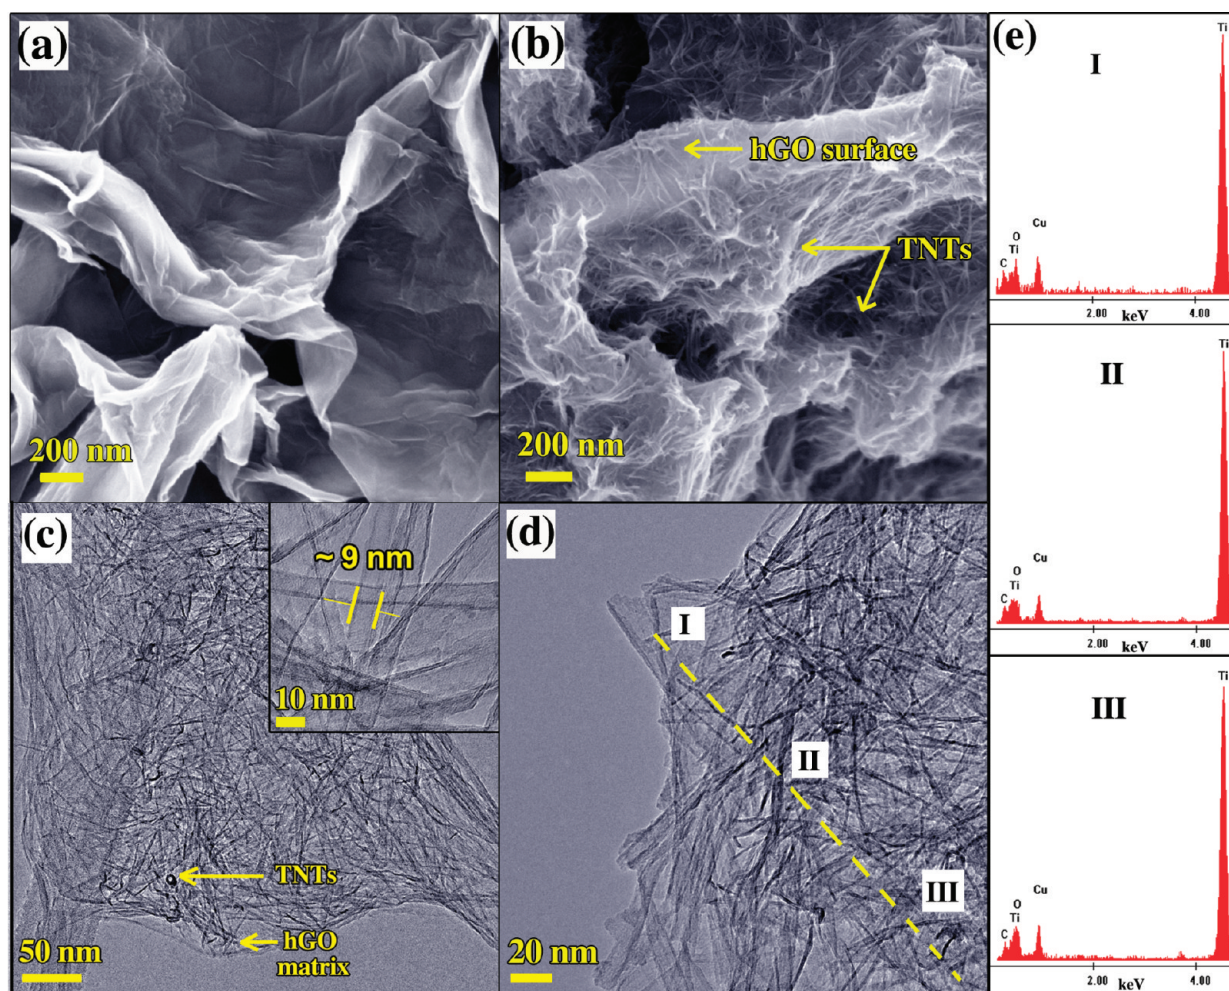 (a)
200 nm
(b)
hGO surface
TNTs
200 nm
(c)
~ 9 nm
10 nm
TNTs
hGO
matrix
50 nm
(d)
I
II
III
20 nm
(e)
I
Ti
Cu
O
Ti
C
2.00
keV
4.00
II
Ti
Cu
O
Ti
C
2.00
keV
4.00
III
Ti
Cu
O
Ti
C
2.00
keV
4.00